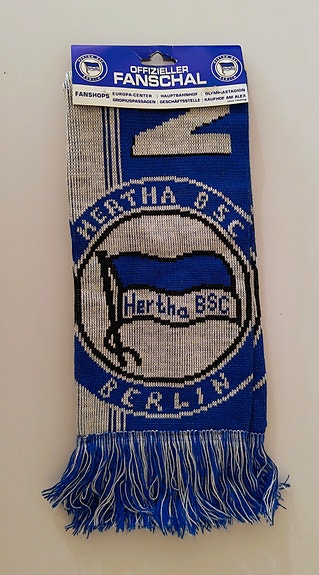 OFFIZIELLER
FANSCHAL
FANSHOPS EUROPA-CENTER | HAUPTBAHNHOF | OLYMPIASTADION
GROPIUSPASSAGEN | GESCHÄFTSSTELLE | KAUFHOF AM ALEX
HERTHA BSC
Hertha BSC
BERLIN